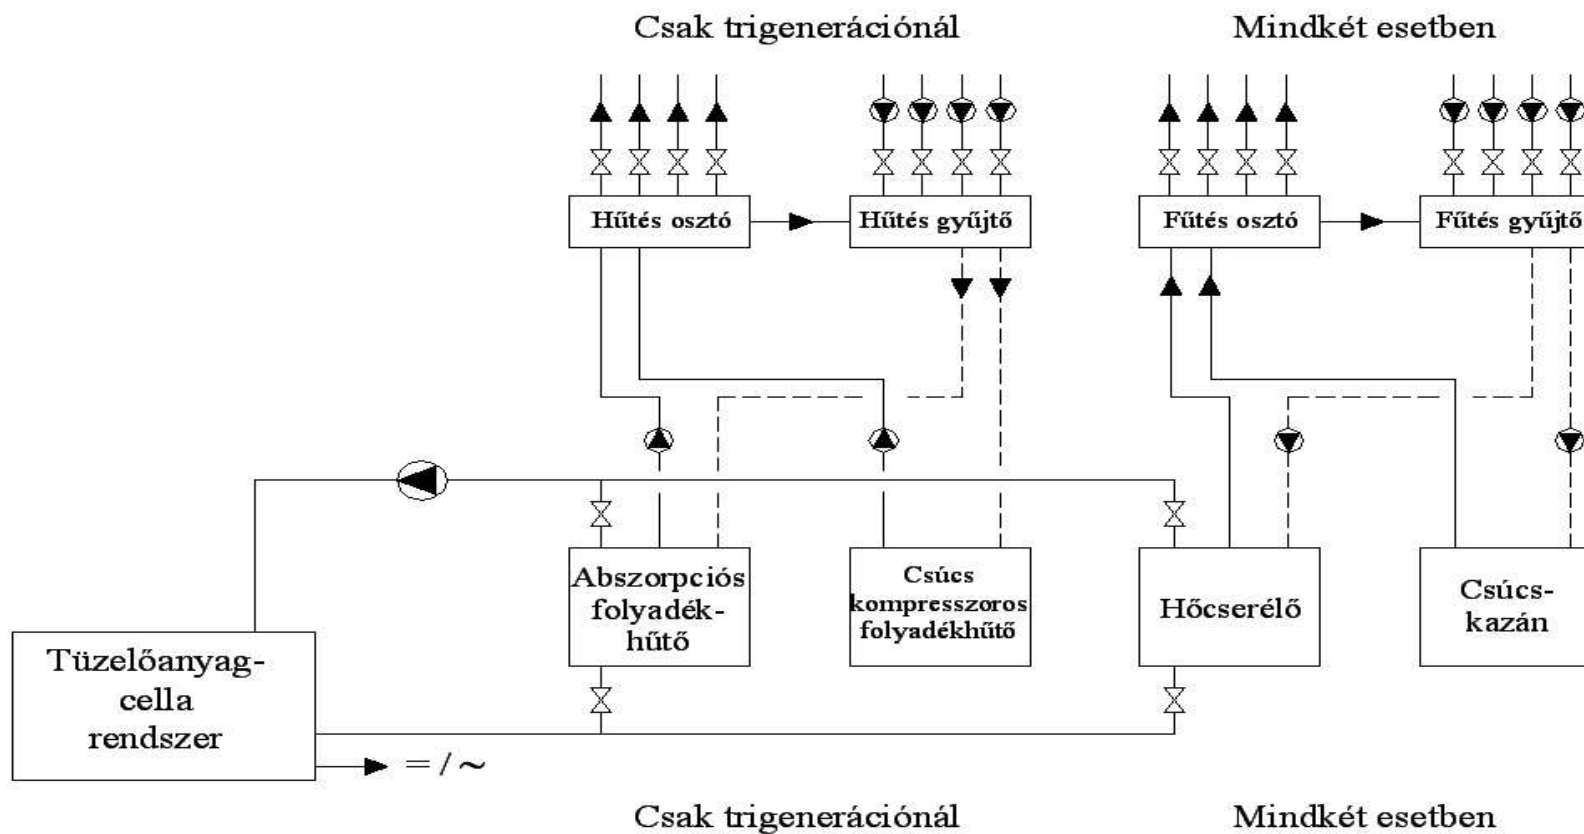 Csak trigenerációnál
Mindkét esetben
Hűtés osztó
Hűtés gyűjtő
Fűtés osztó
Fűtés gyűjtő
Abszorpciós
folyadék-
hűtő
Csúcs
kompresszoros
folyadékhűtő
Hőcserélő
Csúcs-
kazán
Tüzelőanyag-
cella
rendszer
= / ~
Csak trigenerációnál
Mindkét esetben